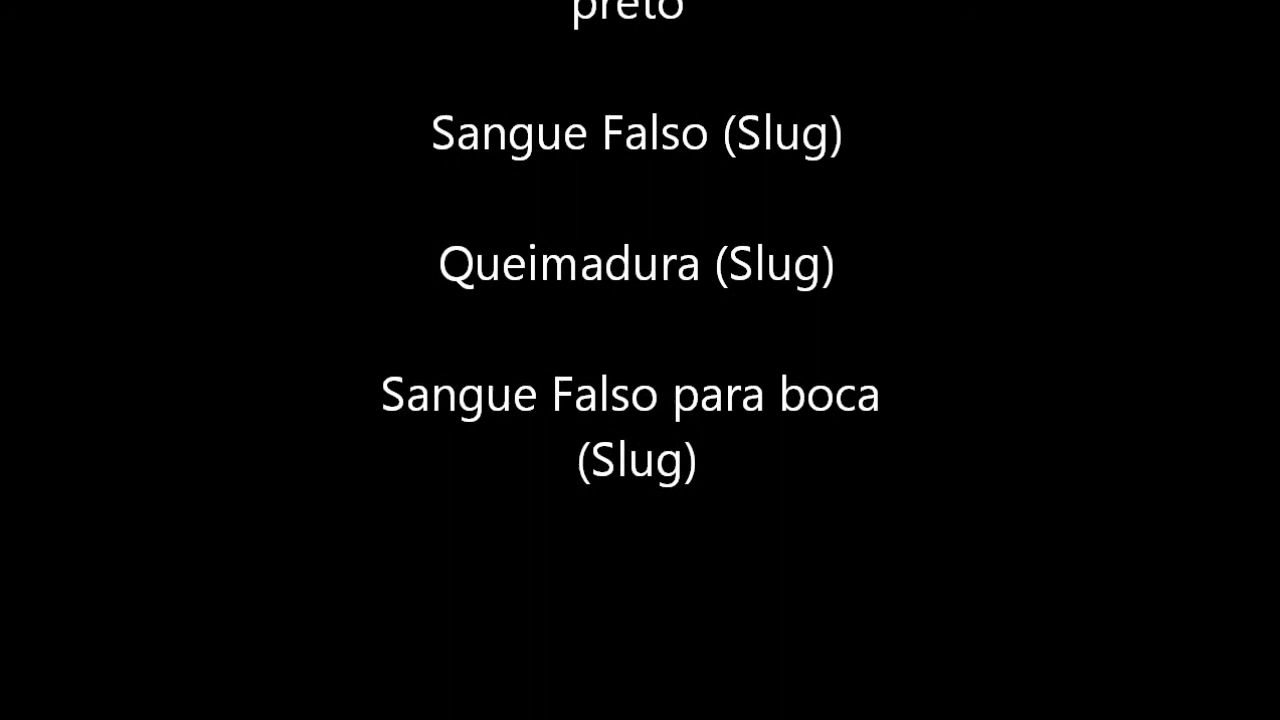 preto
Sangue Falso (Slug)
Queimadura (Slug)
Sangue Falso para boca
(Slug)